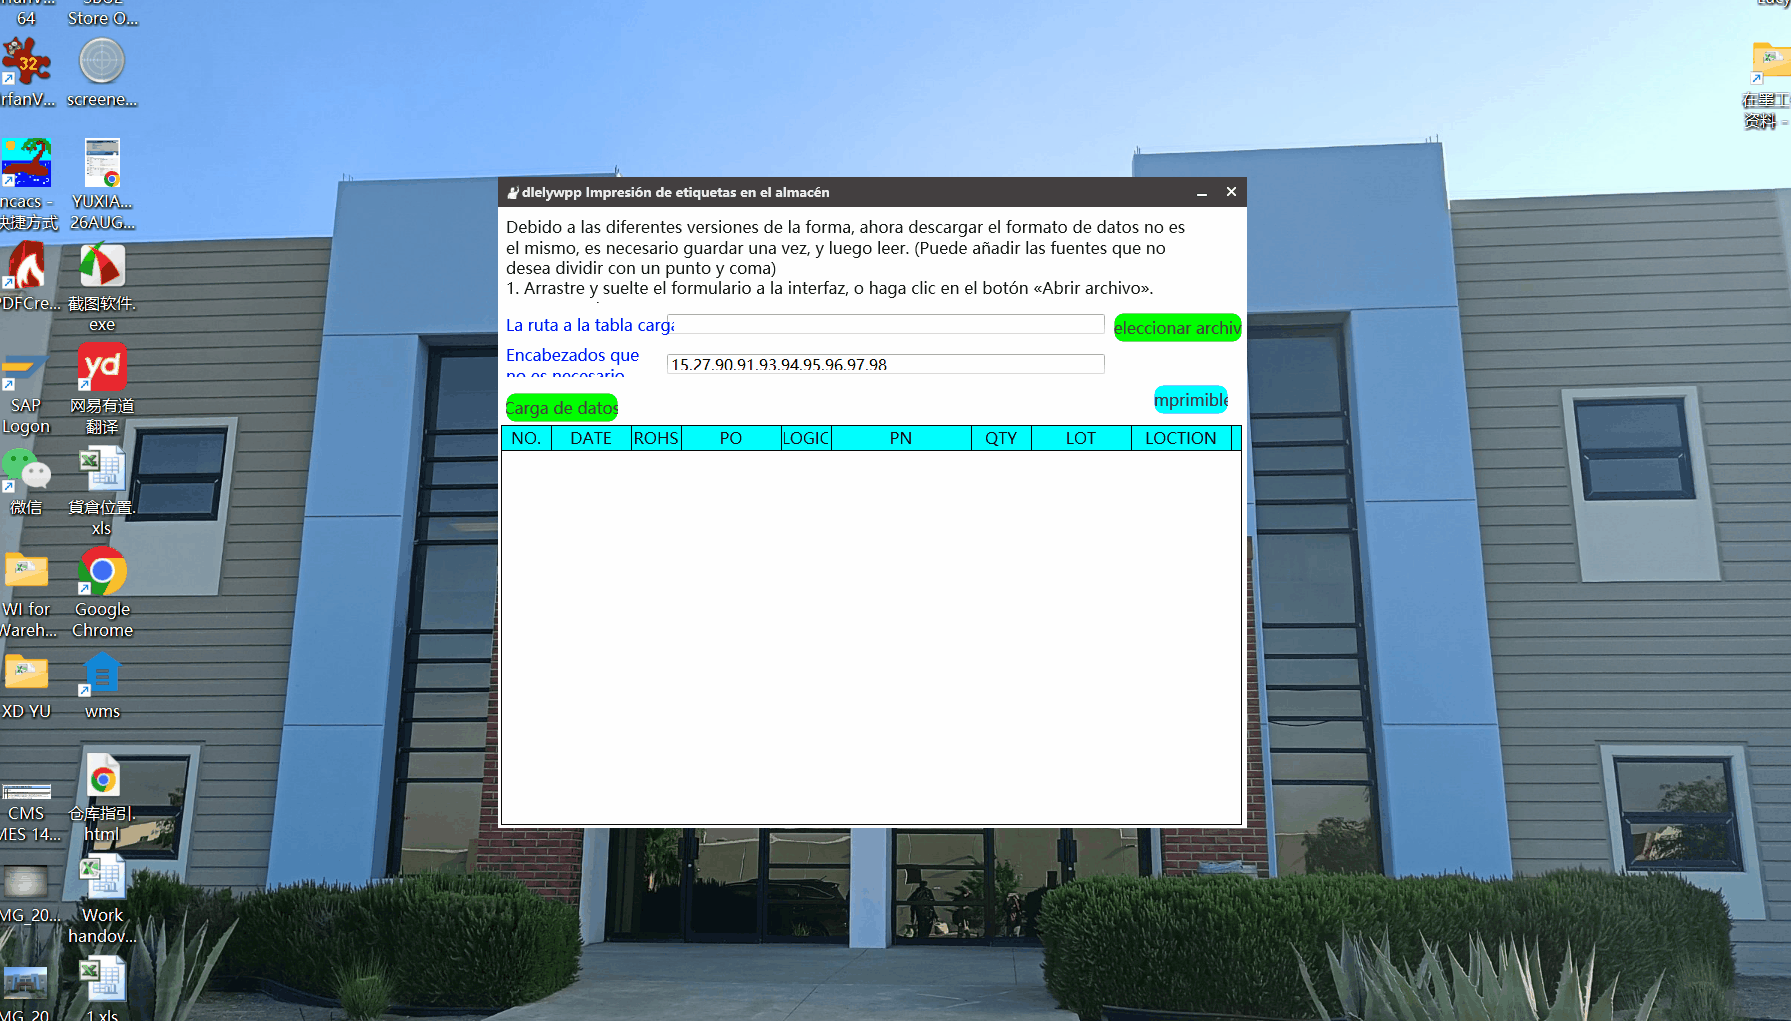 64
Store O...
rfanV...
screene...
ncacs -
快捷方式
YUXIA...
26AUG...
PDFCre...
截图软件.
exe
SAP
Logon
网易有道
翻译
微信
貨倉位置.
xls
WI for
Wareh...
Google
Chrome
XD YU
wms
CMS
MES 14...
仓库指引.
html
MG_20...
Work
handov...
MG_20
1.xls
资料 -
dlelywpp Impresión de etiquetas en el almacén
Debido a las diferentes versiones de la forma, ahora descargar el formato de datos no es
el mismo, es necesario guardar una vez, y luego leer. (Puede añadir las fuentes que no
desea dividir con un punto y coma)
1. Arrastre y suelte el formulario a la interfaz, o haga clic en el botón «Abrir archivo».
La ruta a la tabla carga
eleccionar archiv
Encabezados que
no es necesario
15.27.90.91.93.94.95.96.97.98
Carga de datos
mprimible
NO. DATE ROHS PO LOGIC PN QTY LOT LOCTION